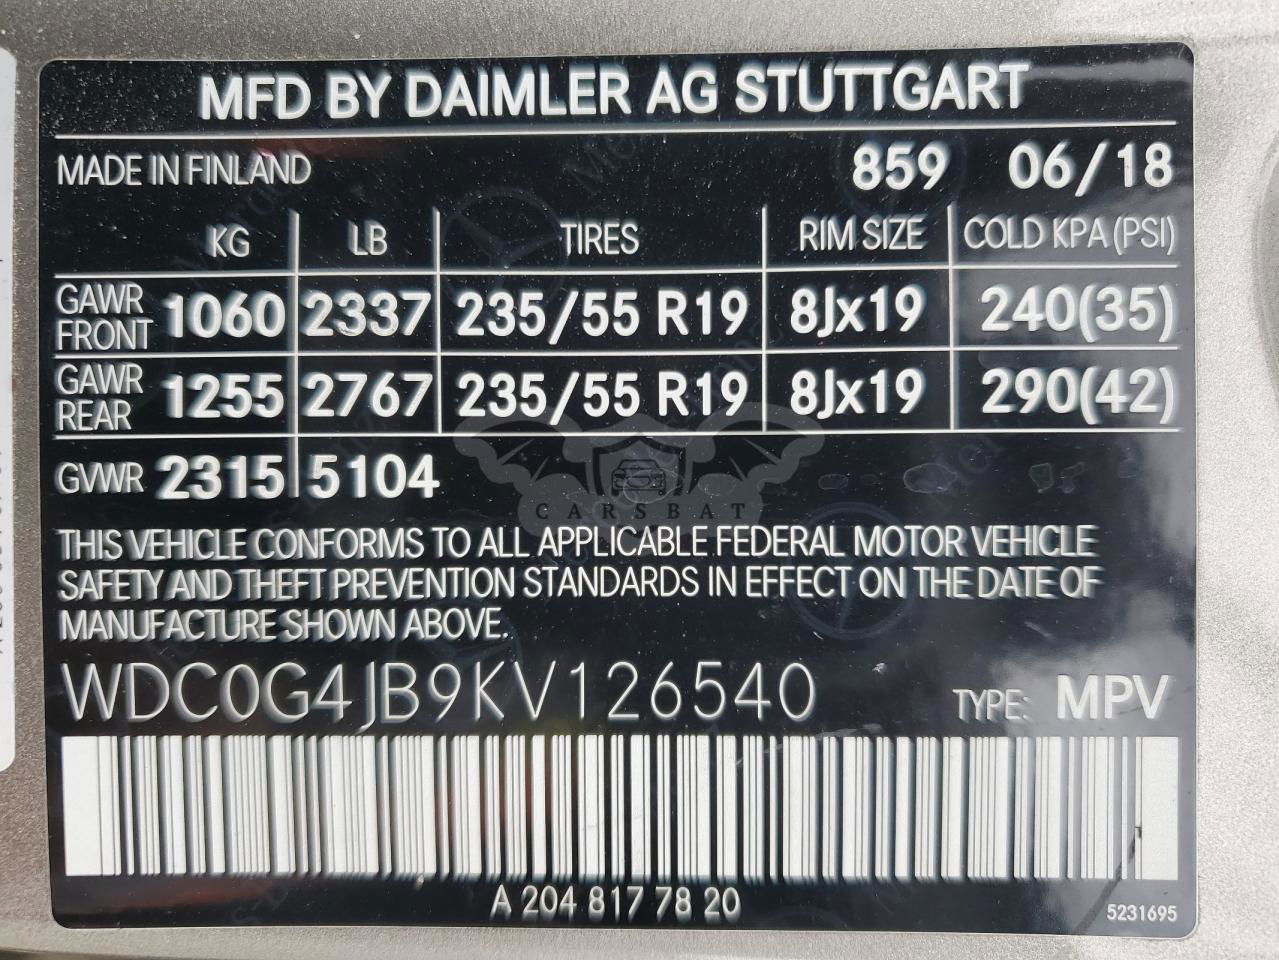 MFD BY DAIMLER AG STUTTGART
MADE IN FINLAND 859 06/18
KG LB TIRES RIM SIZE COLD KPA (PSI)
GAWR FRONT 1060 2337 235/55 R19 8Jx19 240(35)
GAWR REAR 1255 2767 235/55 R19 8Jx19 290(42)
GVWR 2315 5104
CARSBAT
THIS VEHICLE CONFORMS TO ALL APPLICABLE FEDERAL MOTOR VEHICLE
SAFETY AND THEFT PREVENTION STANDARDS IN EFFECT ON THE DATE OF
MANUFACTURE SHOWN ABOVE.
WDC0G4JB9KV126540 TYPE: MPV
A 204 817 78 20
5231695